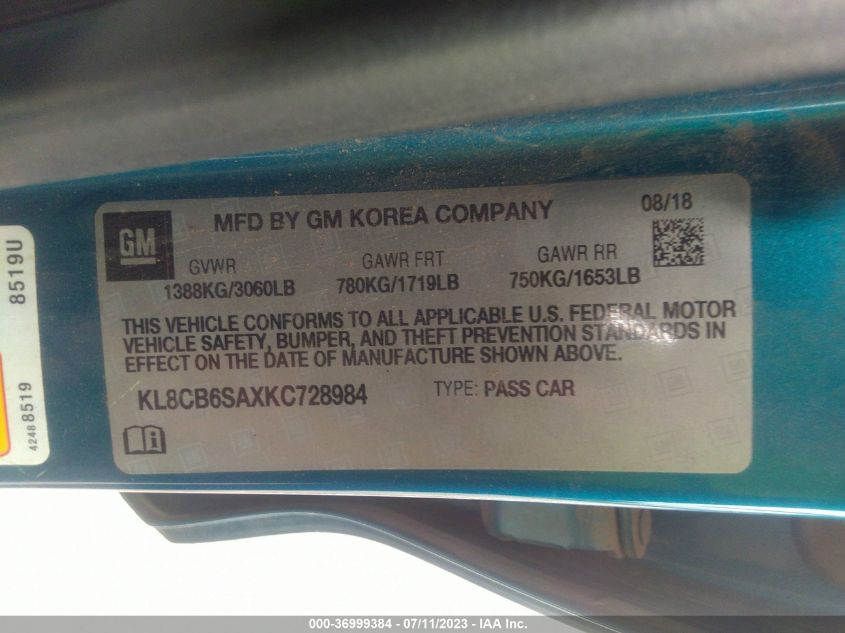 GM
MFD BY GM KOREA COMPANY
08/18
GVWR
GAWR FRT
GAWR RR
1388KG/3060LB
780KG/1719LB
750KG/1653LB
THIS VEHICLE CONFORMS TO ALL APPLICABLE U.S. FEDERAL MOTOR
VEHICLE SAFETY, BUMPER, AND THEFT PREVENTION STANDARDS IN
EFFECT ON THE DATE OF MANUFACTURE SHOWN ABOVE.
KL8CB6SAXKC728984
TYPE: PASS CAR
8519U
4248 8519
000-36999384 - 07/11/2023 - IAA Inc.